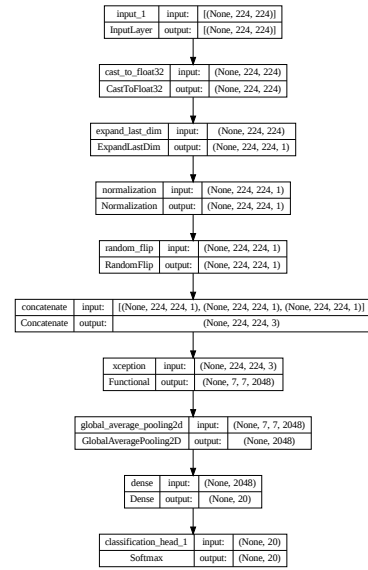 input_1 input: [(None, 224, 224)]
InputLayer output: [(None, 224, 224)]
cast_to_float32 input: (None, 224, 224)
CastToFloat32 output: (None, 224, 224)
expand_last_dim input: (None, 224, 224)
ExpandLastDim output: (None, 224, 224, 1)
normalization input: (None, 224, 224, 1)
Normalization output: (None, 224, 224, 1)
random_flip input: (None, 224, 224, 1)
RandomFlip output: (None, 224, 224, 1)
concatenate input: [(None, 224, 224, 1), (None, 224, 224, 1), (None, 224, 224, 1)]
Concatenate output: (None, 224, 224, 3)
xception input: (None, 224, 224, 3)
Functional output: (None, 7, 7, 2048)
global_average_pooling2d input: (None, 7, 7, 2048)
GlobalAveragePooling2D output: (None, 2048)
dense input: (None, 2048)
Dense output: (None, 20)
classification_head_1 input: (None, 20)
Softmax output: (None, 20)